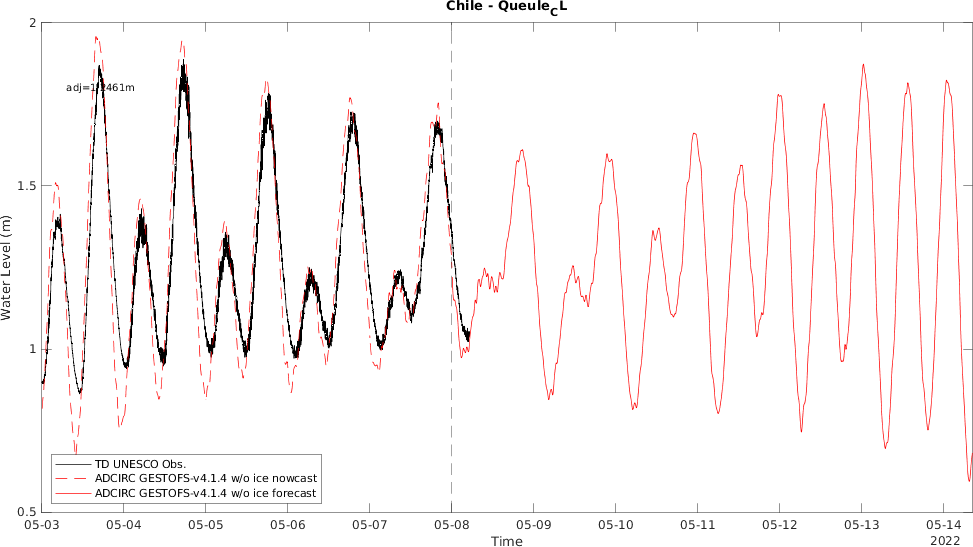 Chile - Queule_CL
2
adj=1.2461m
1.5
Water Level (m)
1
TD UNESCO Obs.
ADCIRC GESTOFS-v4.1.4 w/o ice nowcast
ADCIRC GESTOFS-v4.1.4 w/o ice forecast
0.5
05-03 05-04 05-05 05-06 05-07 05-08 05-09 05-10 05-11 05-12 05-13 05-14
Time
2022